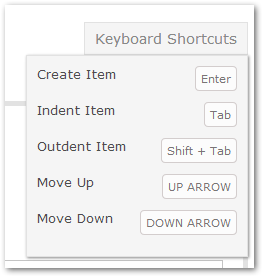 Keyboard Shortcuts
Create Item Enter
Indent Item Tab
Outdent Item Shift + Tab
Move Up UP ARROW
Move Down DOWN ARROW